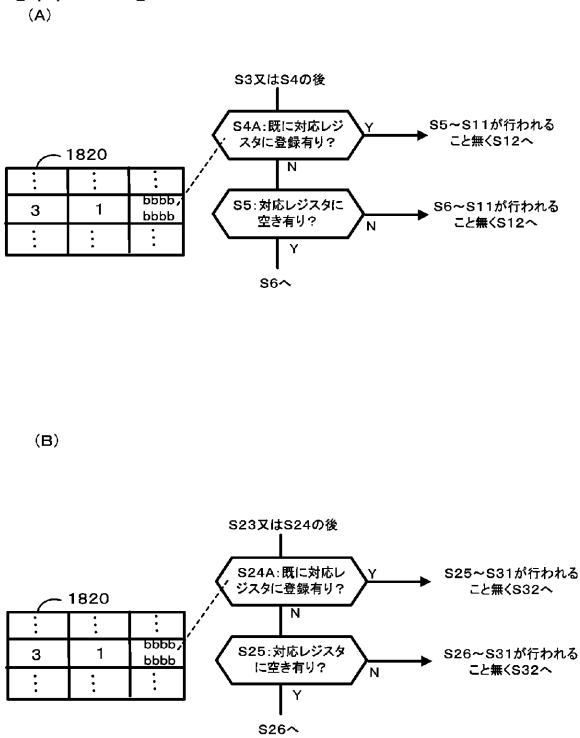 (A)
S3又はS4の後
S4A:既に対応レジ
スタに登録有り?
Y
S5～S11が行われる
こと無くS12へ
N
1820
⋮ ⋮ ⋮
3 1 bbbb
bbbb
⋮ ⋮ ⋮
S5:対応レジスタに
空き有り?
N
S6～S11が行われる
こと無くS12へ
Y
S6へ
(B)
S23又はS24の後
S24A:既に対応レ
ジスタに登録有り?
Y
S25～S31が行われる
こと無くS32へ
N
1820
⋮ ⋮ ⋮
3 1 bbbb
bbbb
⋮ ⋮ ⋮
S25:対応レジスタ
に空き有り?
N
S26～S31が行われる
こと無くS32へ
Y
S26へ